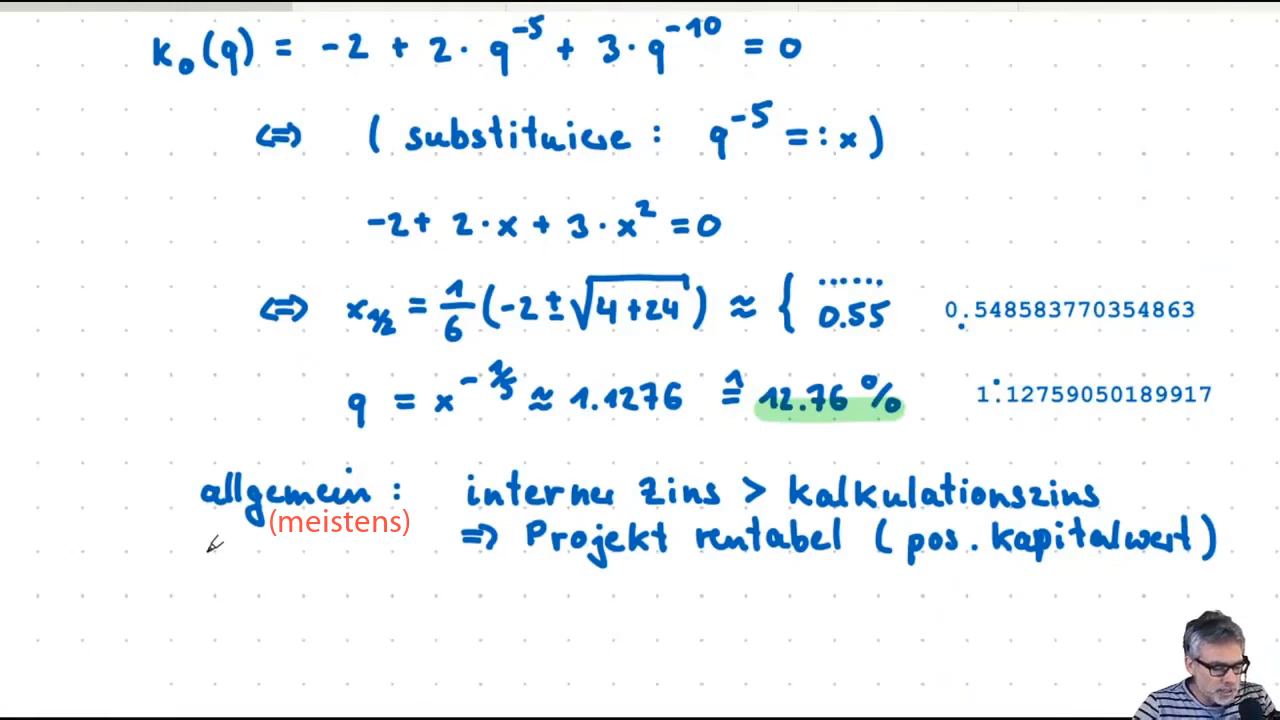 K₀(q) = -2 + 2 · q⁻⁵ + 3 · q⁻¹⁰ = 0
⇔ (substituiere : q⁻⁵ =: x)
-2 + 2 · x + 3 · x² = 0
⇔ x₁/₂ = 1/6 (-2 ± √(4+24)) ≈ { ...... 0.55 0.548583770354863
q = x^(-1/5) ≈ 1.1276 ≙ 12.76 % 1.12759050189917
allgemein : interner Zins > Kalkulationszins
(meistens) ⇒ Projekt rentabel (pos. Kapitalwert)